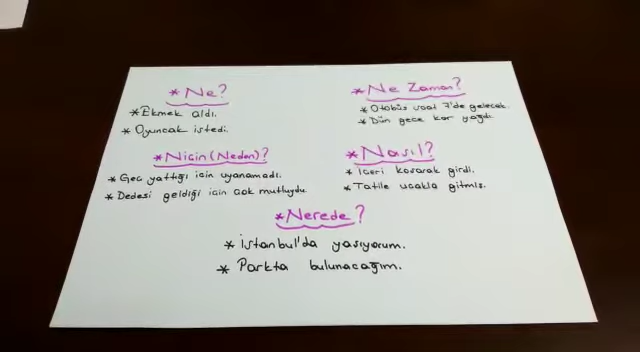 * Ne?
* Ekmek aldı.
* Oyuncak istedi.
* Ne Zaman?
* Otobüs saat 7'de gelecek.
* Dün gece kar yağdı.
* Niçin (Neden)?
* Geç yattığı için uyanamadı.
* Dedesi geldiği için çok mutluydu.
* Nasıl?
* İçeri koşarak girdi.
* Tatile uçakla gitmiş.
* Nerede?
* İstanbul'da yaşıyorum.
* Parkta bulunacağım.